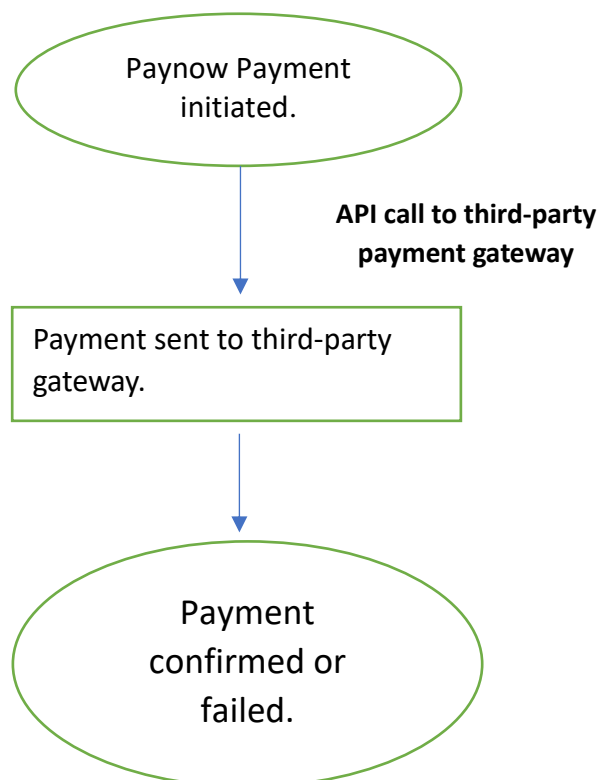 Paynow Payment
initiated.
API call to third-party
payment gateway
Payment sent to third-party
gateway.
Payment
confirmed or
failed.